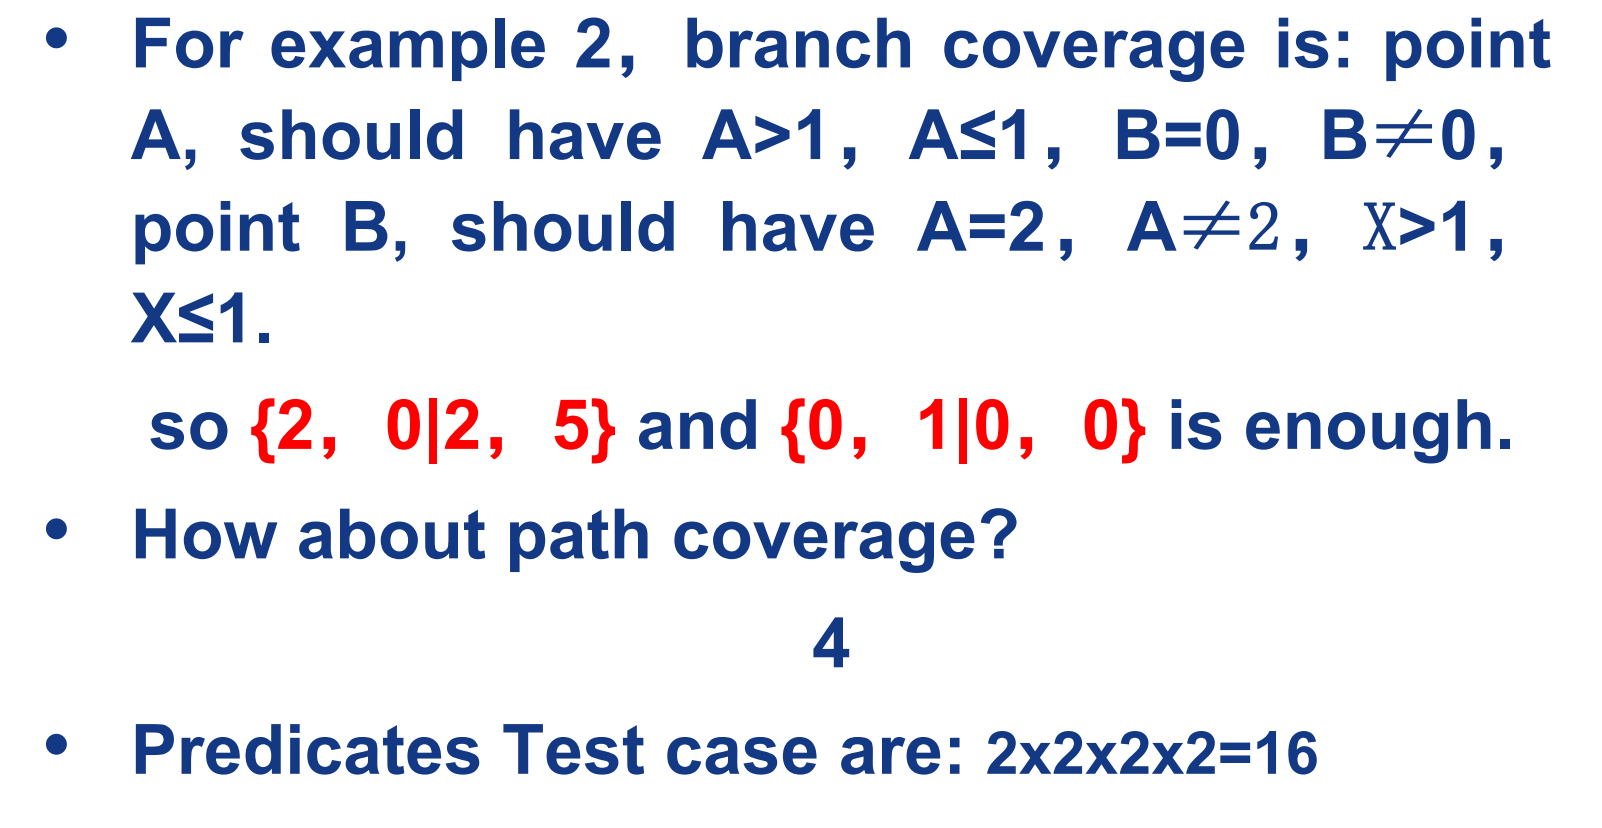 • For example 2, branch coverage is: point
A, should have A>1, A≤1, B=0, B≠0,
point B, should have A=2, A≠2, X>1,
X≤1.
so {2, 0|2, 5} and {0, 1|0, 0} is enough.
• How about path coverage?
4
• Predicates Test case are: 2x2x2x2=16